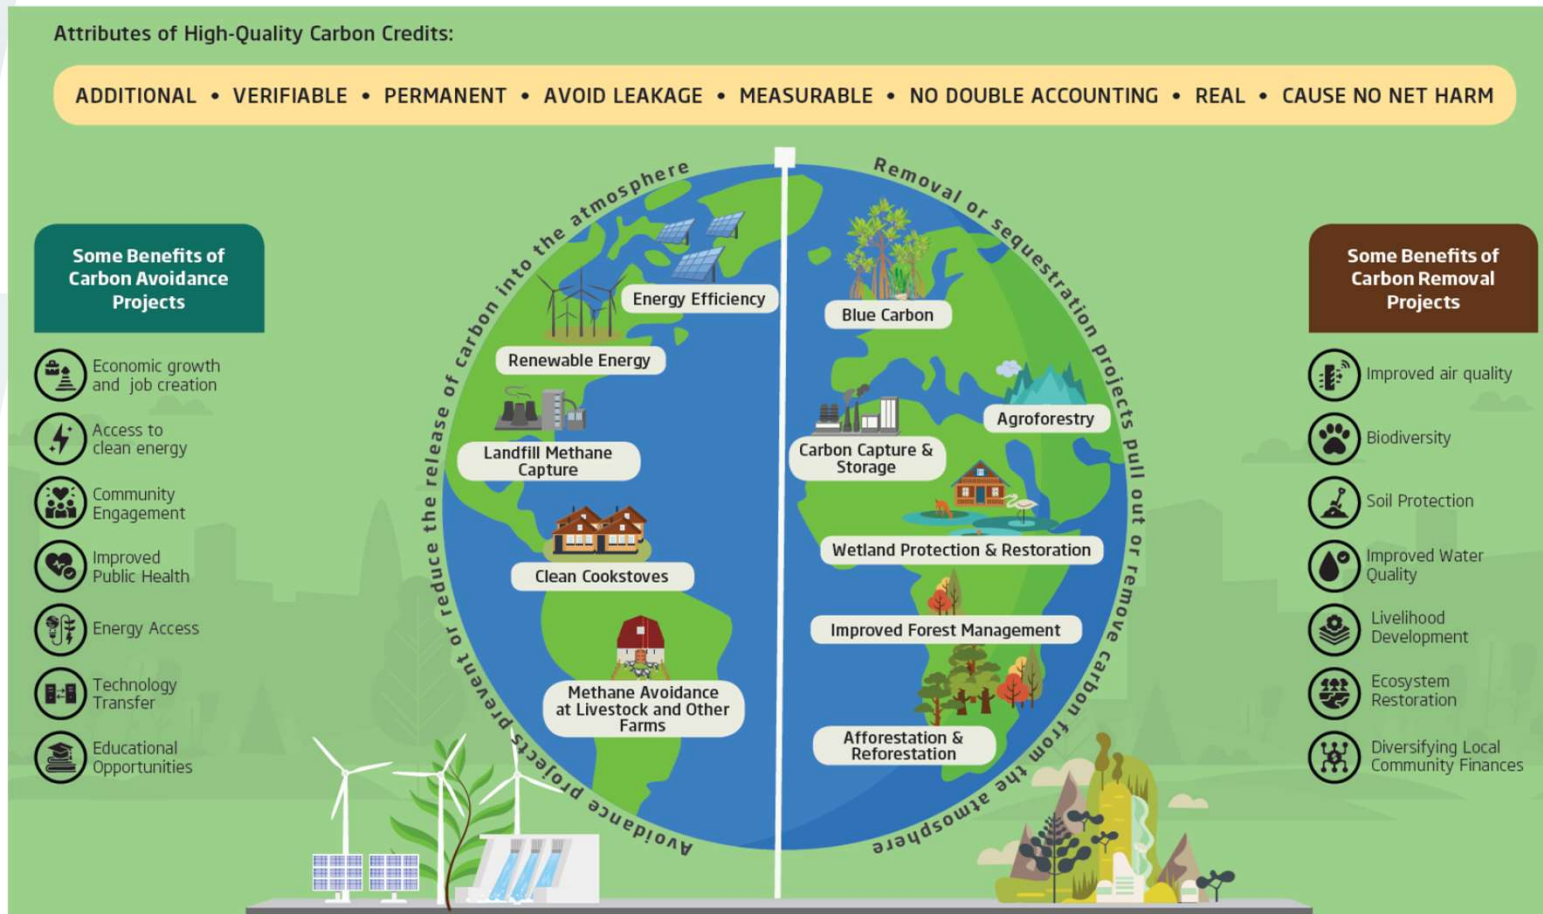 Attributes of High-Quality Carbon Credits:
ADDITIONAL • VERIFIABLE • PERMANENT • AVOID LEAKAGE • MEASURABLE • NO DOUBLE ACCOUNTING • REAL • CAUSE NO NET HARM
Some Benefits of
Carbon Avoidance
Projects
Economic growth
and job creation
Access to
clean energy
Community
Engagement
Improved
Public Health
Energy Access
Technology
Transfer
Educational
Opportunities
Avoidance projects prevent or reduce the release of carbon into the atmosphere
Energy Efficiency
Renewable Energy
Landfill Methane
Capture
Clean Cookstoves
Methane Avoidance
at Livestock and Other
Farms
Removal or sequestration projects pull out or remove carbon from the atmosphere
Blue Carbon
Agroforestry
Carbon Capture &
Storage
Wetland Protection & Restoration
Improved Forest Management
Afforestation &
Reforestation
Some Benefits of
Carbon Removal
Projects
Improved air quality
Biodiversity
Soil Protection
Improved Water
Quality
Livelihood
Development
Ecosystem
Restoration
Diversifying Local
Community Finances